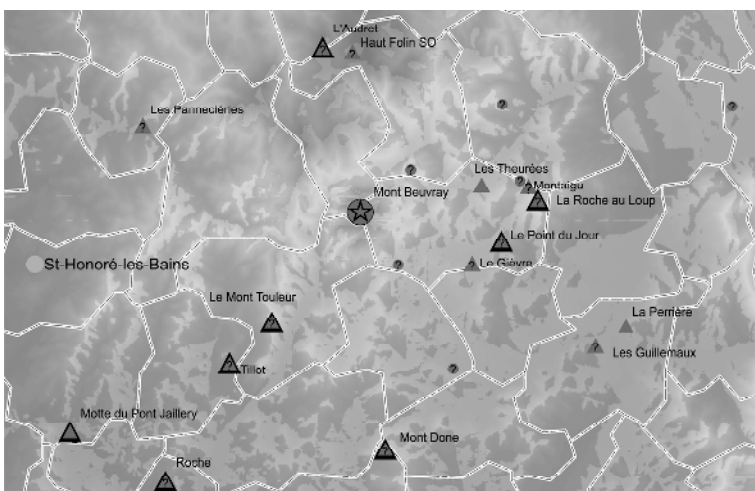 L'Audret
Haut Folin SO
Les Pannecières
?
?
?
?
?
?
?
Les Theurées
?
?
Montaigu
Mont Beuvray
La Roche au Loup
?
Le Point du Jour
?
St-Honoré-les-Bains
?
Le Gièvre
?
Le Mont Touleur
?
La Perrière
?
Les Guillemaux
?
Tillot
?
Motte du Pont Jaillery
Mont Done
?
Roche
?